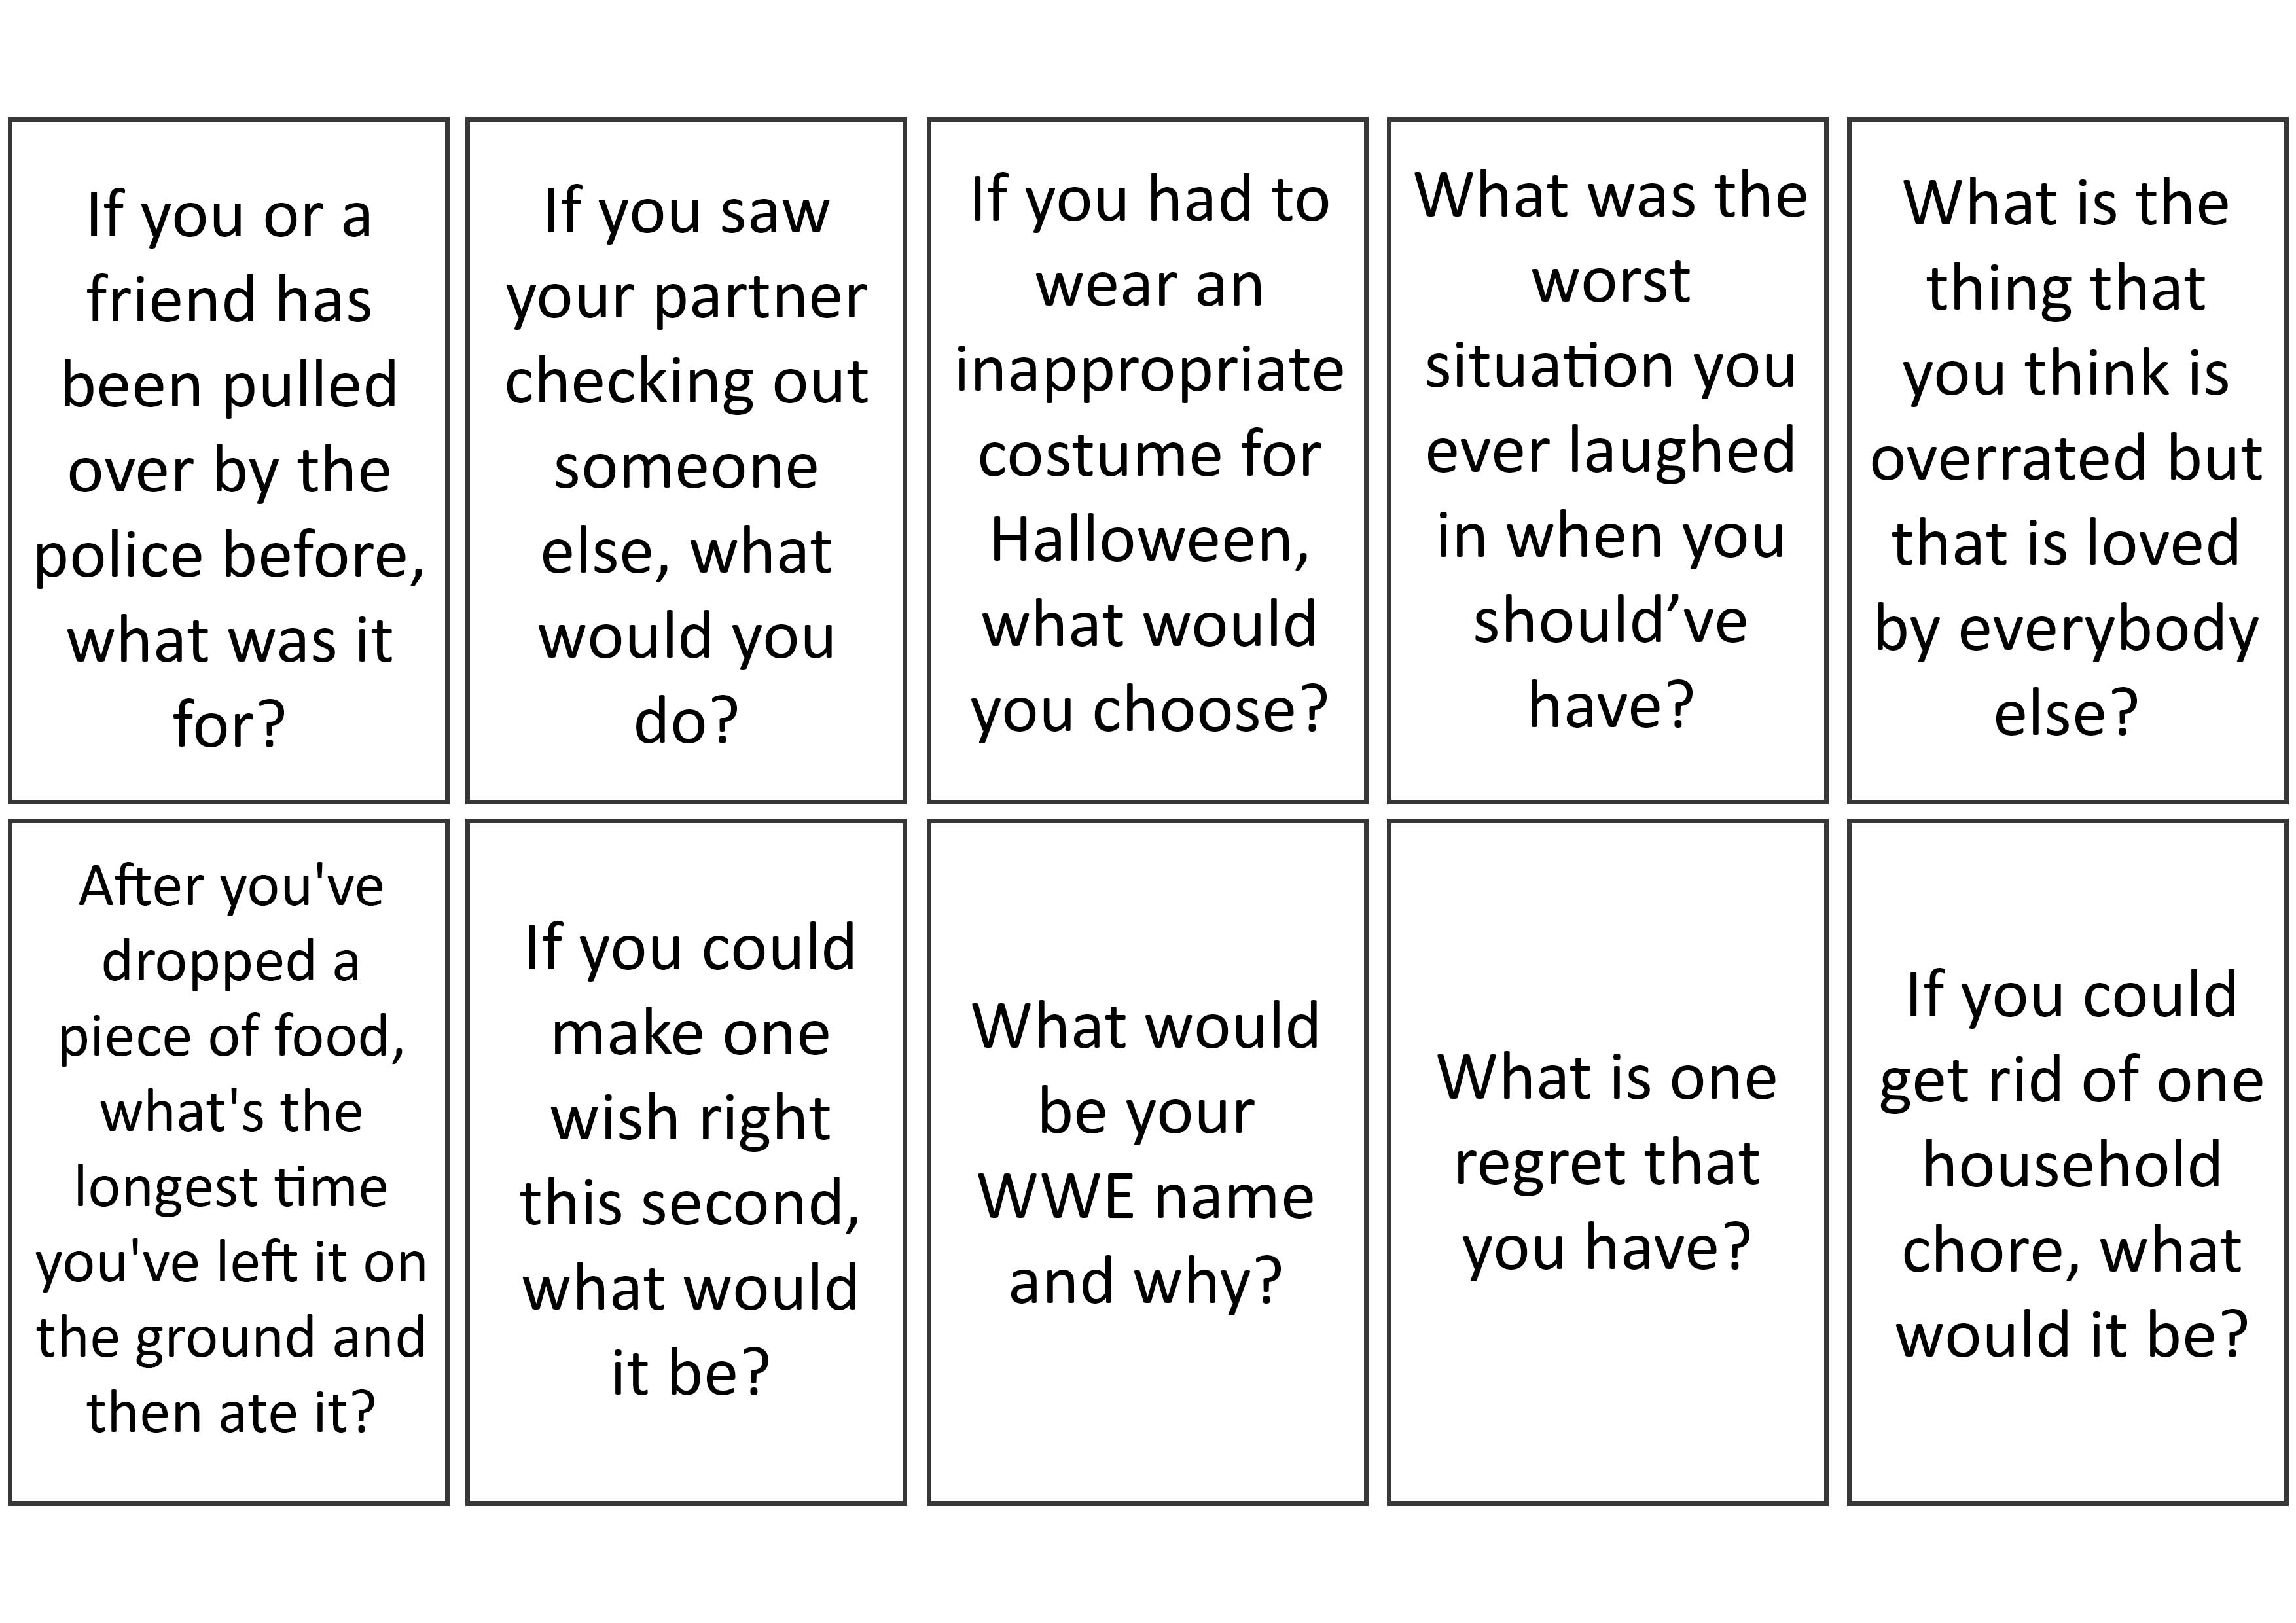 If you or a
friend has
been pulled
over by the
police before,
what was it
for?
If you saw
your partner
checking out
someone
else, what
would you
do?
If you had to
wear an
inappropriate
costume for
Halloween,
what would
you choose?
What was the
worst
situation you
ever laughed
in when you
should’ve
have?
What is the
thing that
you think is
overrated but
that is loved
by everybody
else?
After you've
dropped a
piece of food,
what's the
longest time
you've left it on
the ground and
then ate it?
If you could
make one
wish right
this second,
what would
it be?
What would
be your
WWE name
and why?
What is one
regret that
you have?
If you could
get rid of one
household
chore, what
would it be?